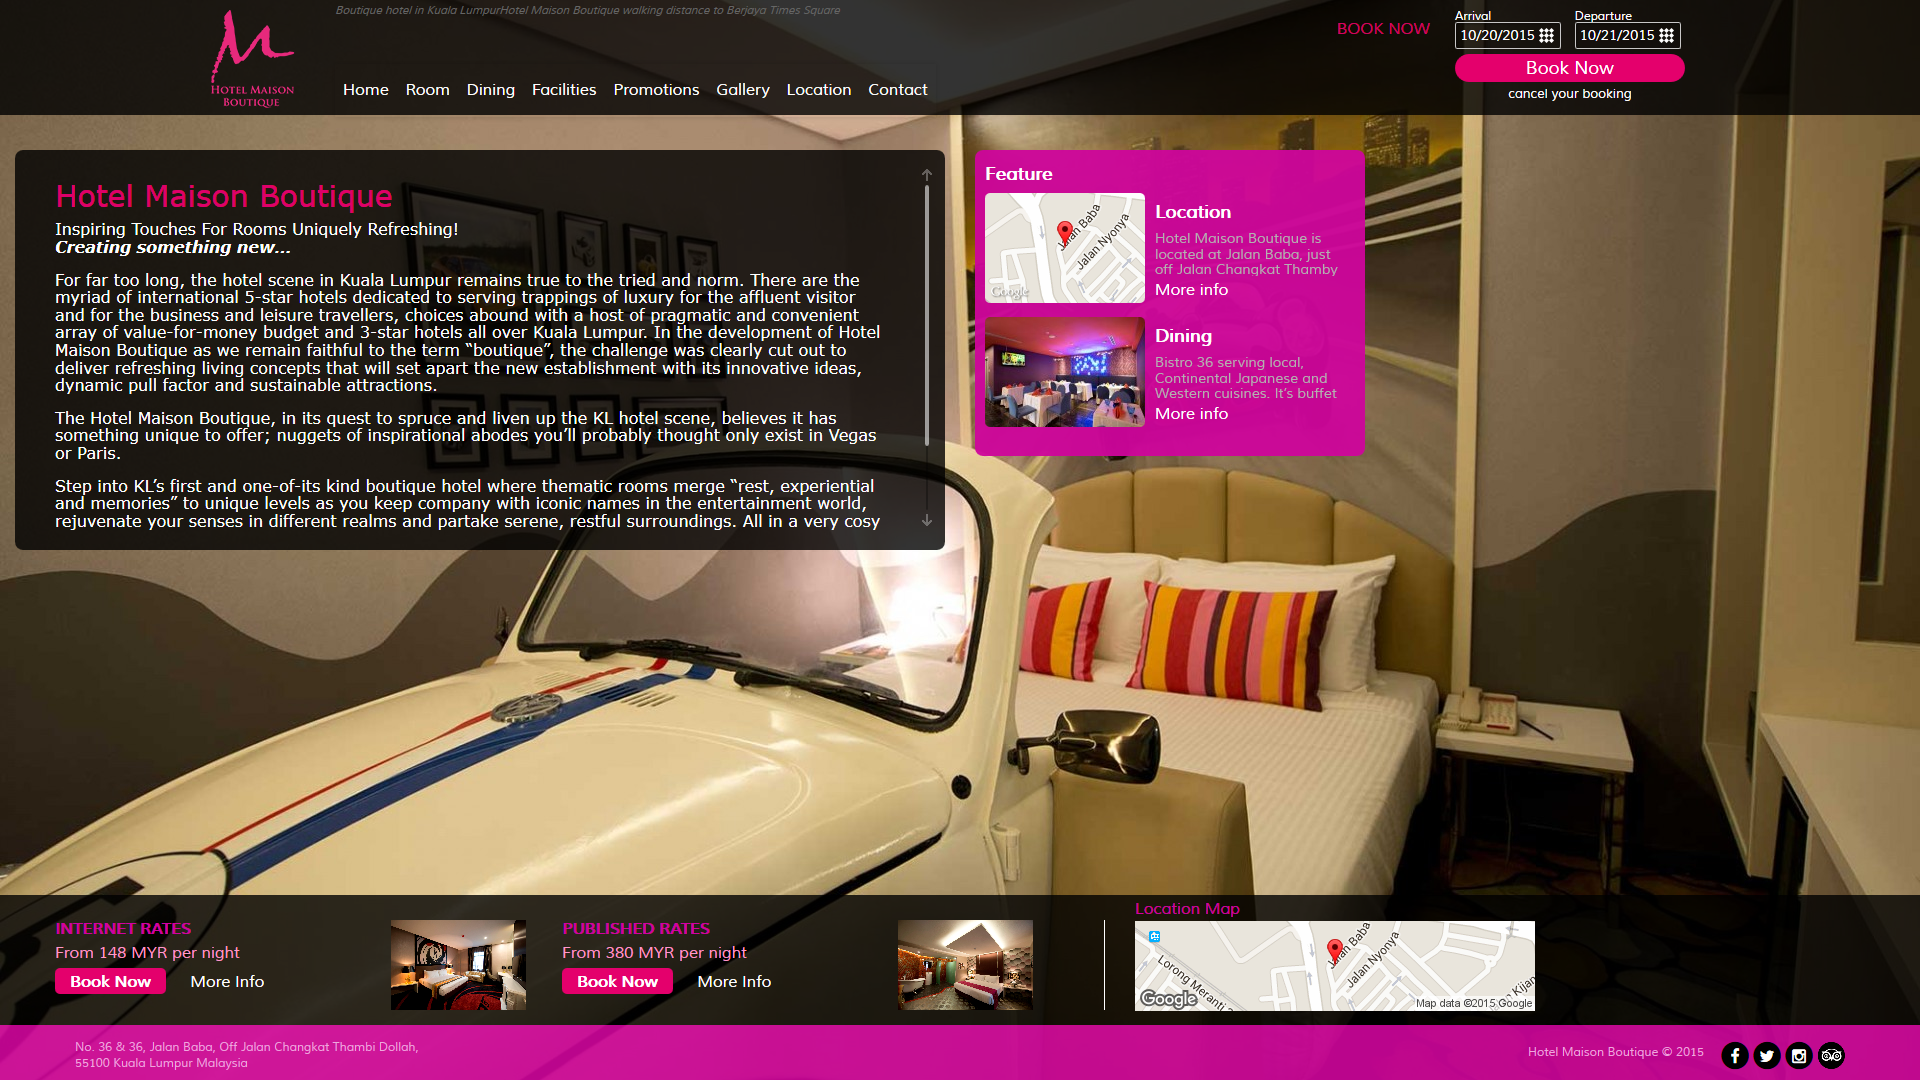 Boutique hotel in Kuala LumpurHotel Maison Boutique walking distance to Berjaya Times Square
HOTEL MAISON
BOUTIQUE
Home Room Dining Facilities Promotions Gallery Location Contact
BOOK NOW
Arrival Departure
10/20/2015 10/21/2015
Book Now
cancel your booking
Hotel Maison Boutique
Inspiring Touches For Rooms Uniquely Refreshing!
Creating something new...
For far too long, the hotel scene in Kuala Lumpur remains true to the tried and norm. There are the
myriad of international 5-star hotels dedicated to serving trappings of luxury for the affluent visitor
and for the business and leisure travellers, choices abound with a host of pragmatic and convenient
array of value-for-money budget and 3-star hotels all over Kuala Lumpur. In the development of Hotel
Maison Boutique as we remain faithful to the term “boutique”, the challenge was clearly cut out to
deliver refreshing living concepts that will set apart the new establishment with its innovative ideas,
dynamic pull factor and sustainable attractions.
The Hotel Maison Boutique, in its quest to spruce and liven up the KL hotel scene, believes it has
something unique to offer; nuggets of inspirational abodes you’ll probably thought only exist in Vegas
or Paris.
Step into KL’s first and one-of-its kind boutique hotel where thematic rooms merge “rest, experiential
and memories” to unique levels as you keep company with iconic names in the entertainment world,
rejuvenate your senses in different realms and partake serene, restful surroundings. All in a very cosy
Feature
Jalan Baba
Jalan Nyonya
Google
Location
Hotel Maison Boutique is
located at Jalan Baba, just
off Jalan Changkat Thamby
More info
Dining
Bistro 36 serving local,
Continental Japanese and
Western cuisines. It’s buffet
More info
INTERNET RATES
From 148 MYR per night
Book Now More Info
PUBLISHED RATES
From 380 MYR per night
Book Now More Info
Location Map
Jalan Baba
Jalan Nyonya
Lorong Meranti
Kijan
Google
Map data ©2015 Google
No. 36 & 36, Jalan Baba, Off Jalan Changkat Thambi Dollah,
55100 Kuala Lumpur Malaysia
Hotel Maison Boutique © 2015